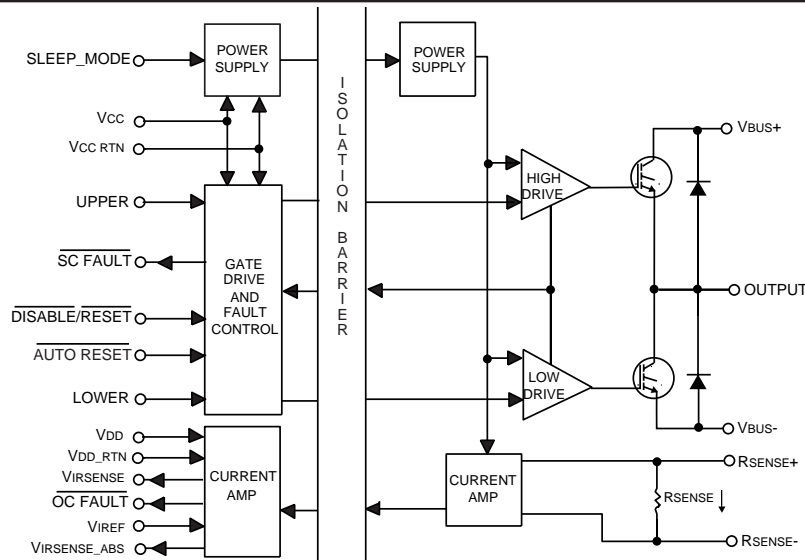 SLEEP_MODE
POWER
SUPPLY
POWER
SUPPLY
VCC
VCC RTN
UPPER
SC FAULT
DISABLE/RESET
AUTO RESET
LOWER
GATE
DRIVE
AND
FAULT
CONTROL
ISOLATION BARRIER
HIGH
DRIVE
LOW
DRIVE
VBUS+
OUTPUT
VBUS-
VDD
VDD_RTN
VIRSENSE
OC FAULT
VIREF
VIRSENSE_ABS
CURRENT
AMP
CURRENT
AMP
RSENSE+
RSENSE
RSENSE-